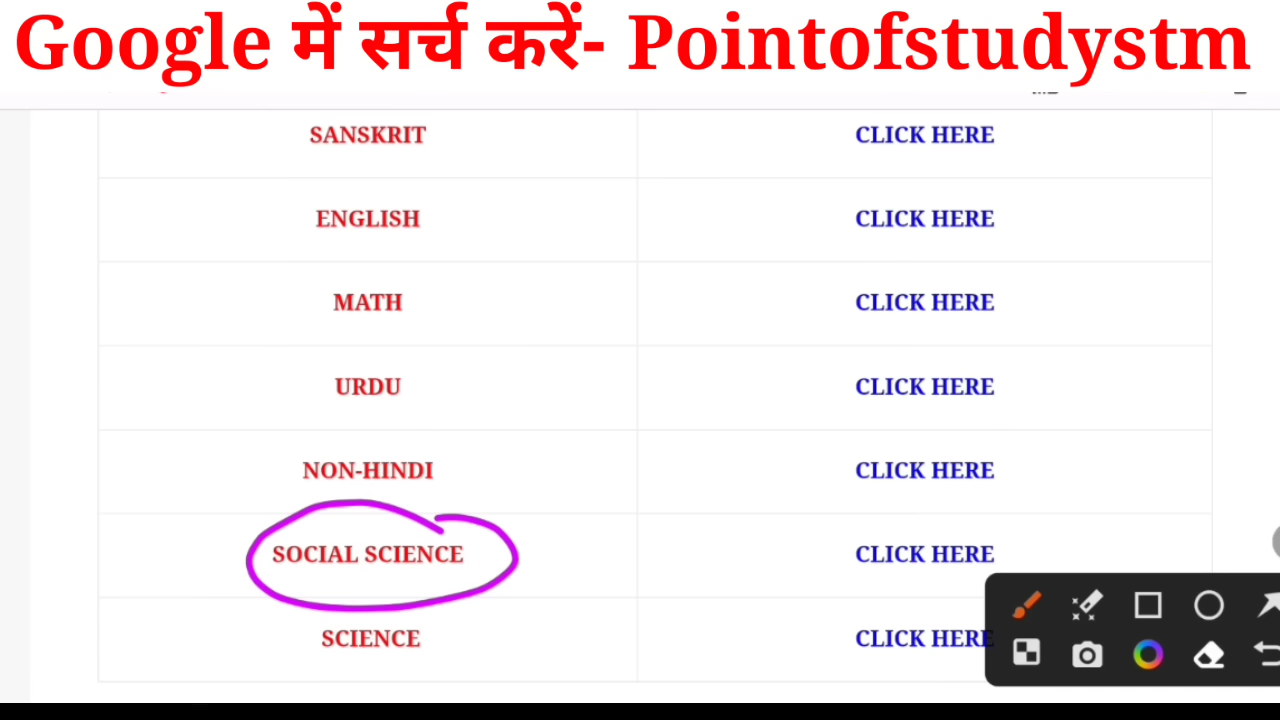 Google में सर्च करें- Pointofstudystm
SANSKRIT CLICK HERE
ENGLISH CLICK HERE
MATH CLICK HERE
URDU CLICK HERE
NON-HINDI CLICK HERE
SOCIAL SCIENCE CLICK HERE
SCIENCE CLICK HERE